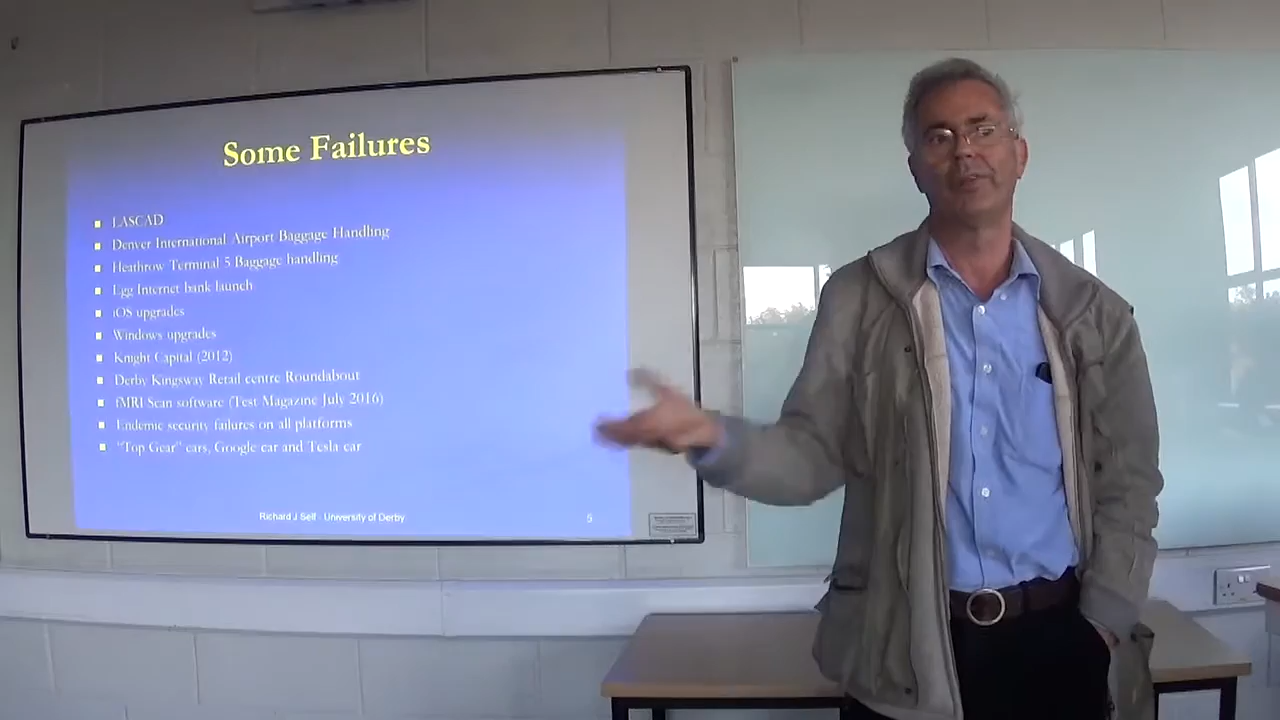 Some Failures
LASCAD
Denver International Airport Baggage Handling
Heathrow Terminal 5 Baggage handling
Egg Internet bank launch
iOS upgrades
Windows upgrades
Knight Capital (2012)
Derby Kingsway Retail centre Roundabout
fMRI Scan software (Test Magazine July 2016)
Endemic security failures on all platforms
"Top Gear" cars, Google car and Tesla car
Richard J Self - University of Derby
5